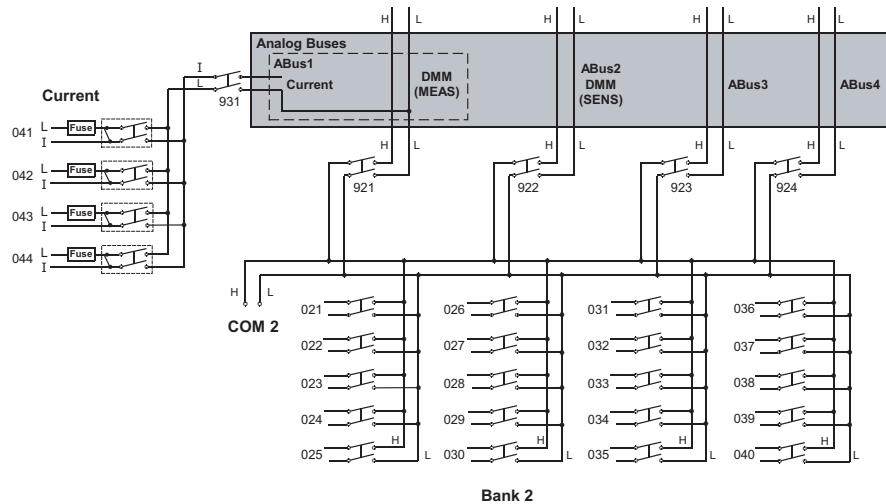 H L H L H L H L
Analog Buses
ABus1
Current
DMM
(MEAS)
ABus2
DMM
(SENS)
ABus3
ABus4
I
L
931
Current
041 L Fuse
I
042 L Fuse
I
043 L Fuse
I
044 L Fuse
I
H L H L H L H L
921 922 923 924
H L
COM 2
021 026 031 036
022 027 032 037
023 028 033 038
024 029 034 039
025 H L 030 H L 035 H L 040 H L
Bank 2